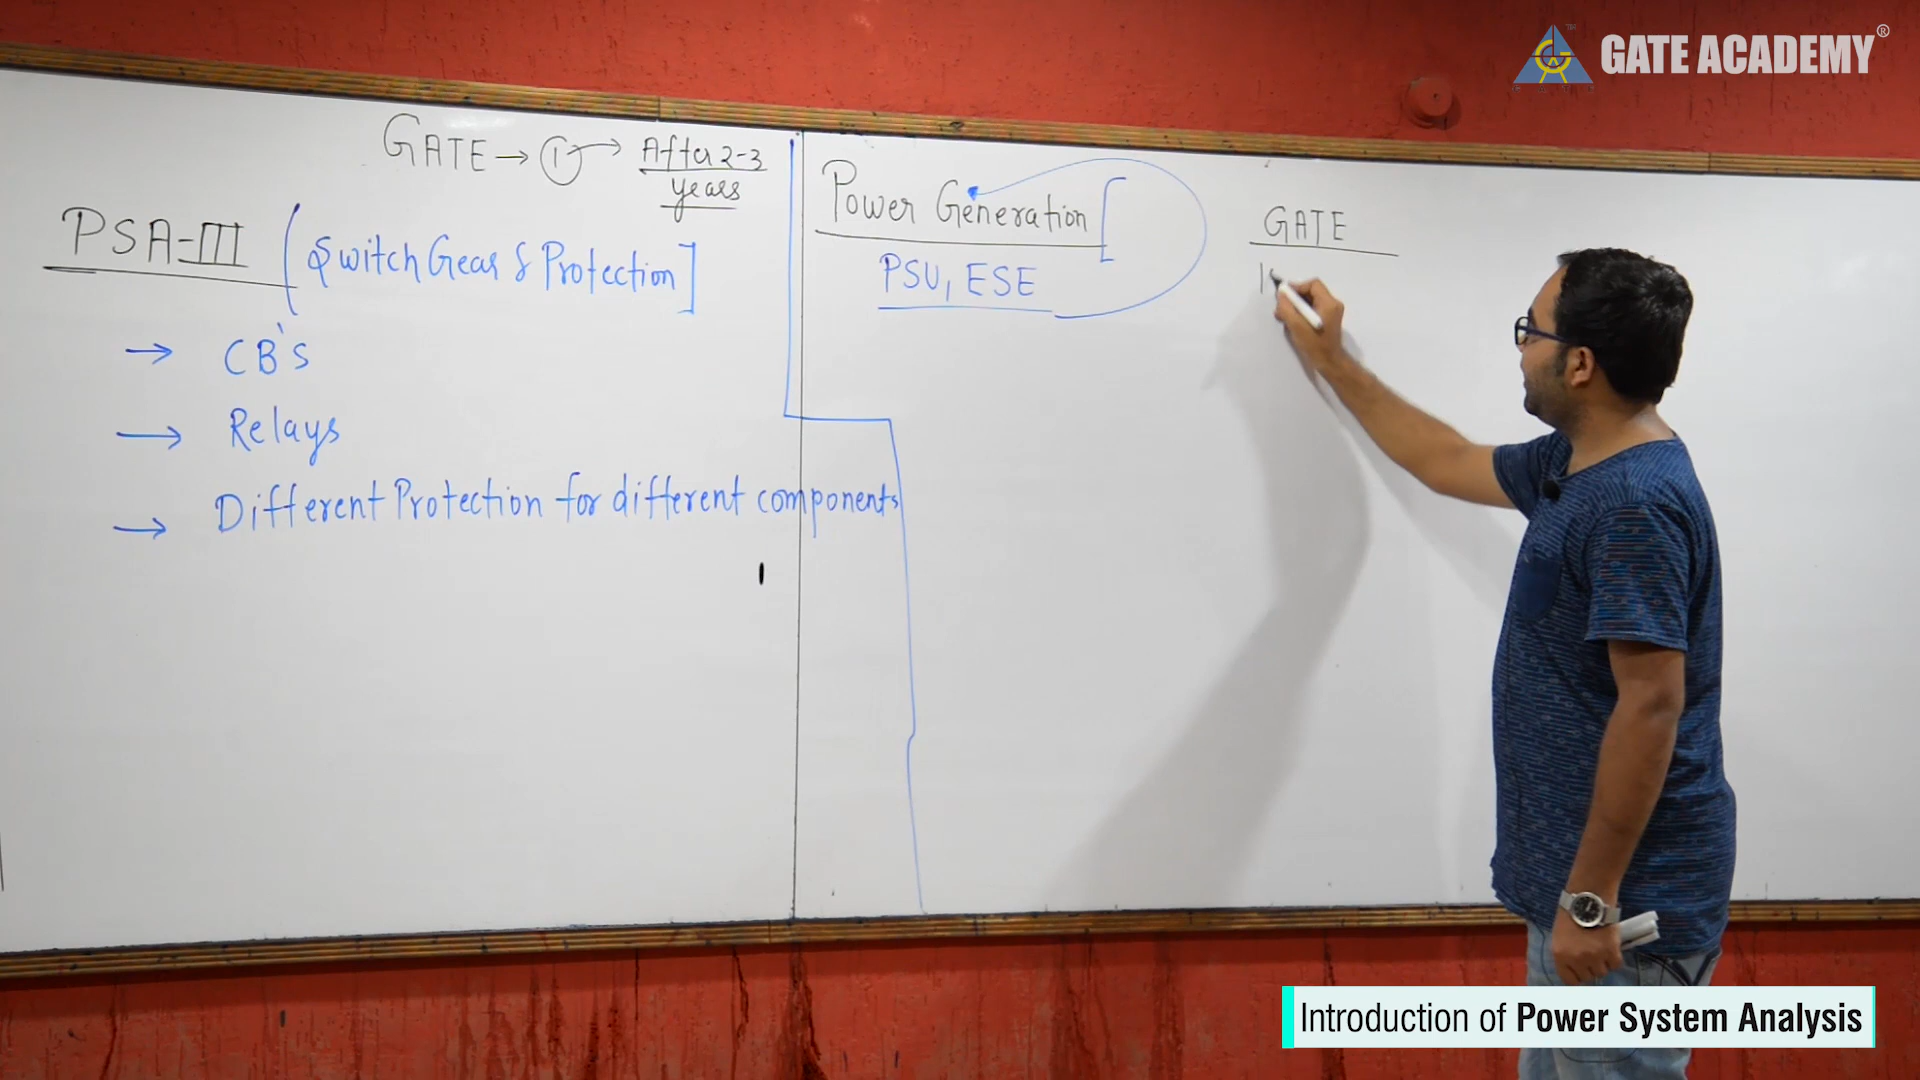 GATE ACADEMY®
GATE → 1 → After 2-3
years
PSA-III (Switch Gear & Protection]
→ CB's
→ Relays
→ Different Protection for different components
Power Generation [
PSU, ESE
GATE
Introduction of Power System Analysis